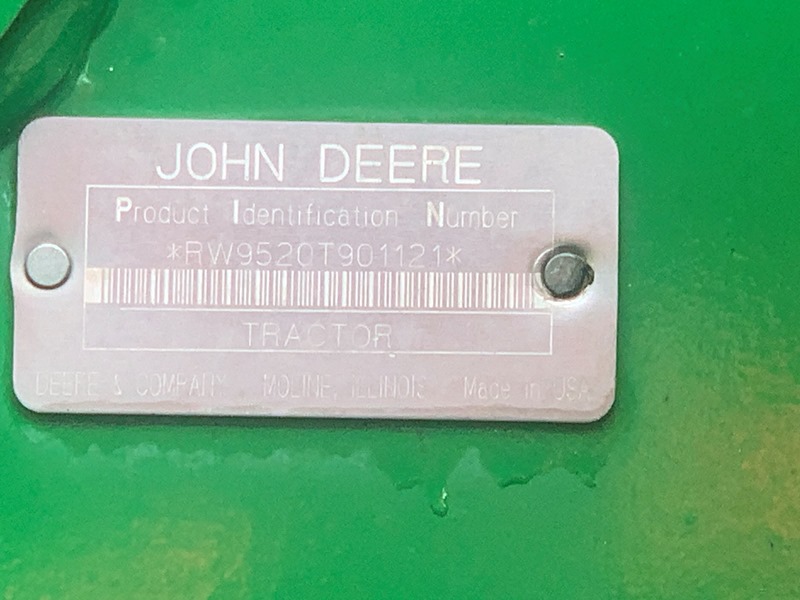 JOHN DEERE
Product Identification Number
*RW9520T901121*
TRACTOR
DEERE & COMPANY MOLINE, ILLINOIS Made in USA